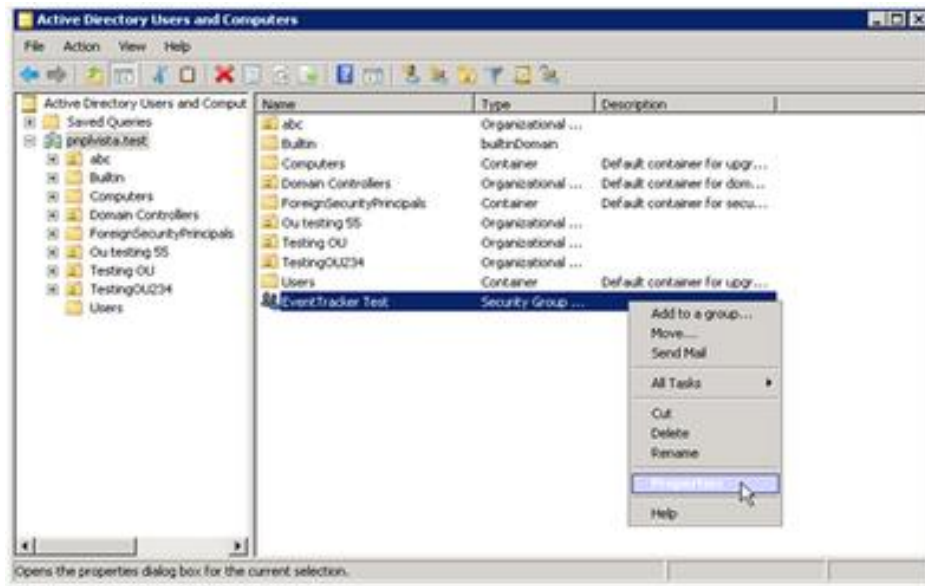 Active Directory Users and Computers
File Action View Help
Active Directory Users and Comput
Saved Queries
pnplvista.test
abc
Builtin
Computers
Domain Controllers
ForeignSecurityPrincipals
Ou testing 55
Testing OU
TestingOU234
Users
Name Type Description
abc Organizational ...
Builtin builtinDomain
Computers Container Default container for upgr...
Domain Controllers Organizational ... Default container for dom...
ForeignSecurityPrincipals Container Default container for secu...
Ou testing 55 Organizational ...
Testing OU Organizational ...
TestingOU234 Organizational ...
Users Container Default container for upgr...
EventTracker Test Security Group ...
Add to a group...
Move...
Send Mail
All Tasks
Cut
Delete
Rename
Properties
Help
Opens the properties dialog box for the current selection.